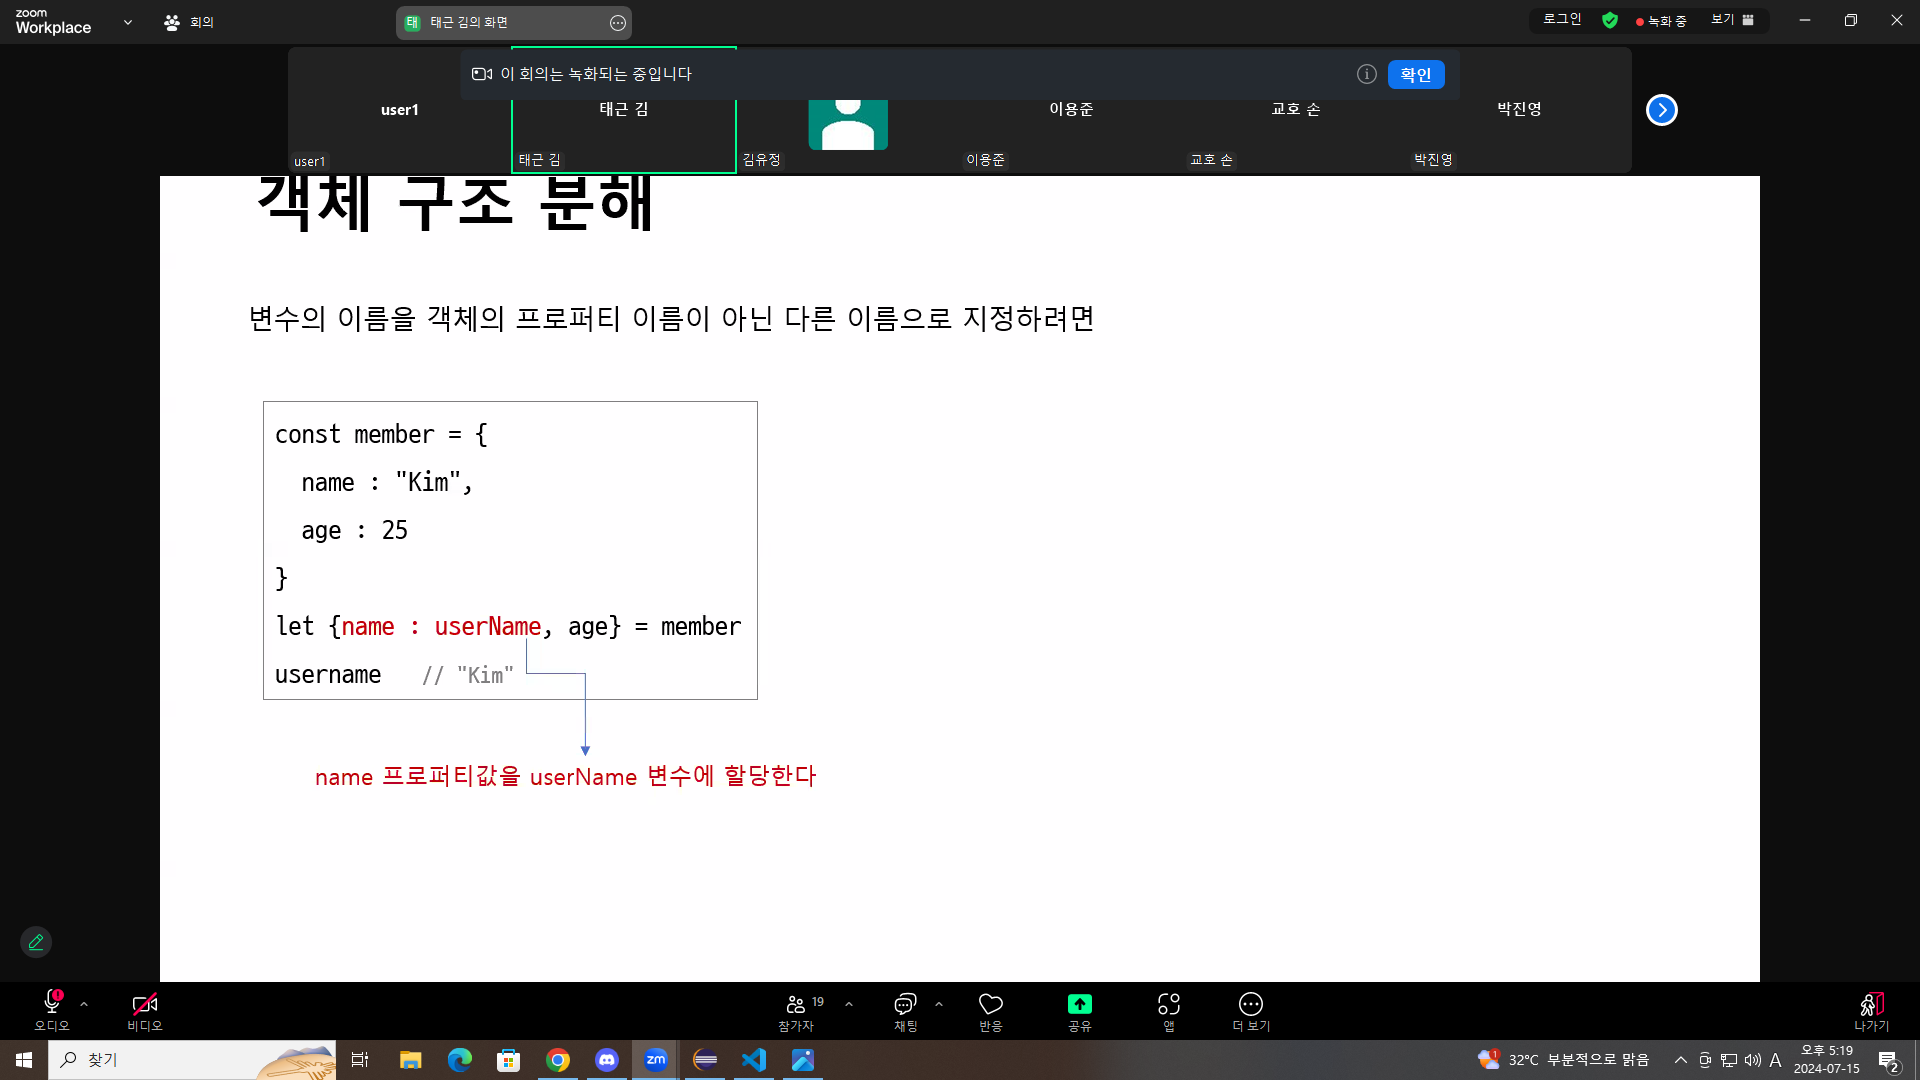 zoom
Workplace
회의
태 태근 김의 화면
로그인
녹화 중
보기
이 회의는 녹화되는 중입니다
확인
user1
태근 김
이용준
교호 손
박진영
user1
태근 김
김유정
이용준
교호 손
박진영
객체 구조 분해
변수의 이름을 객체의 프로퍼티 이름이 아닌 다른 이름으로 지정하려면
const member = {
name : "Kim",
age : 25
}
let {name : userName, age} = member
username // "Kim"
name 프로퍼티값을 userName 변수에 할당한다
오디오
비디오
19
참가자
채팅
반응
공유
앱
더 보기
나가기
찾기
zm
1
32°C 부분적으로 맑음
A
오후 5:19
2024-07-15
2